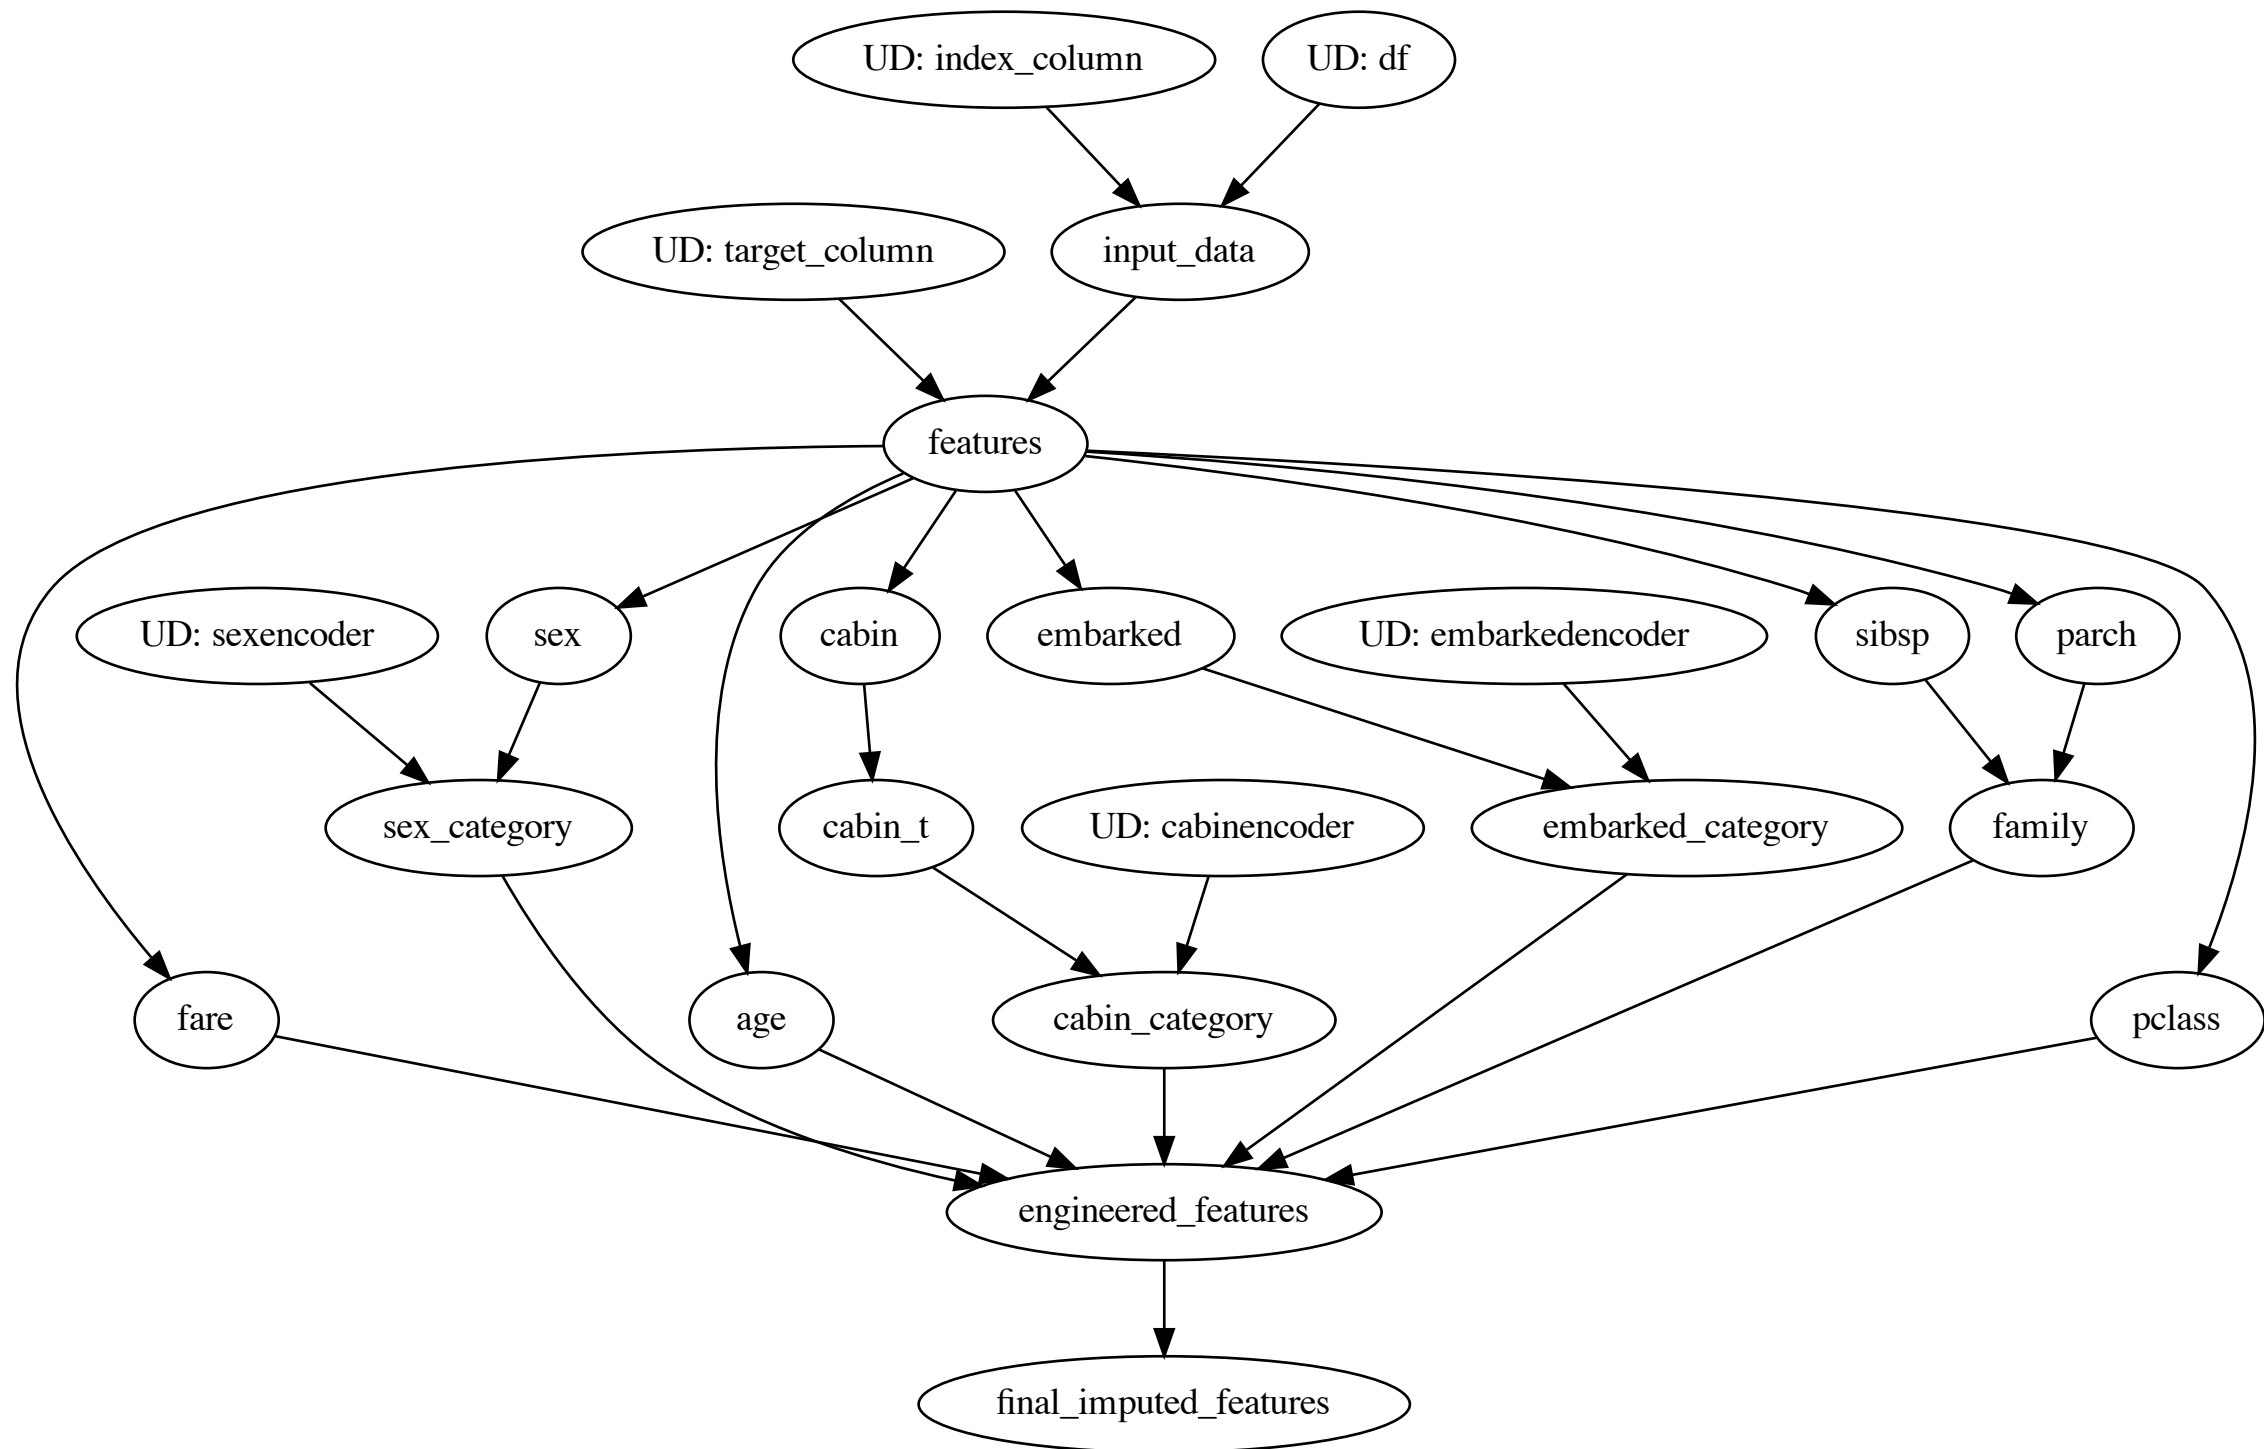 UD: index_column
UD: df
UD: target_column
input_data
features
UD: sexencoder
sex
cabin
embarked
UD: embarkedencoder
sibsp
parch
sex_category
cabin_t
UD: cabinencoder
embarked_category
family
fare
age
cabin_category
pclass
engineered_features
final_imputed_features